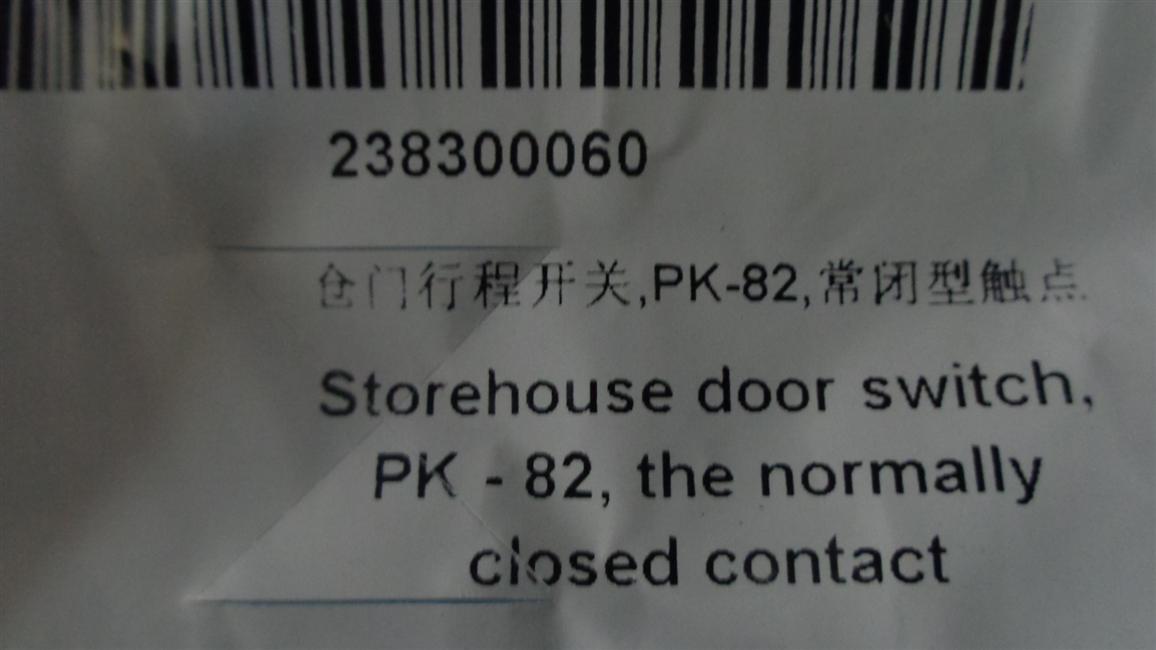 238300060
仓门行程开关,PK-82,常闭型触点
Storehouse door switch,
PK - 82, the normally
closed contact